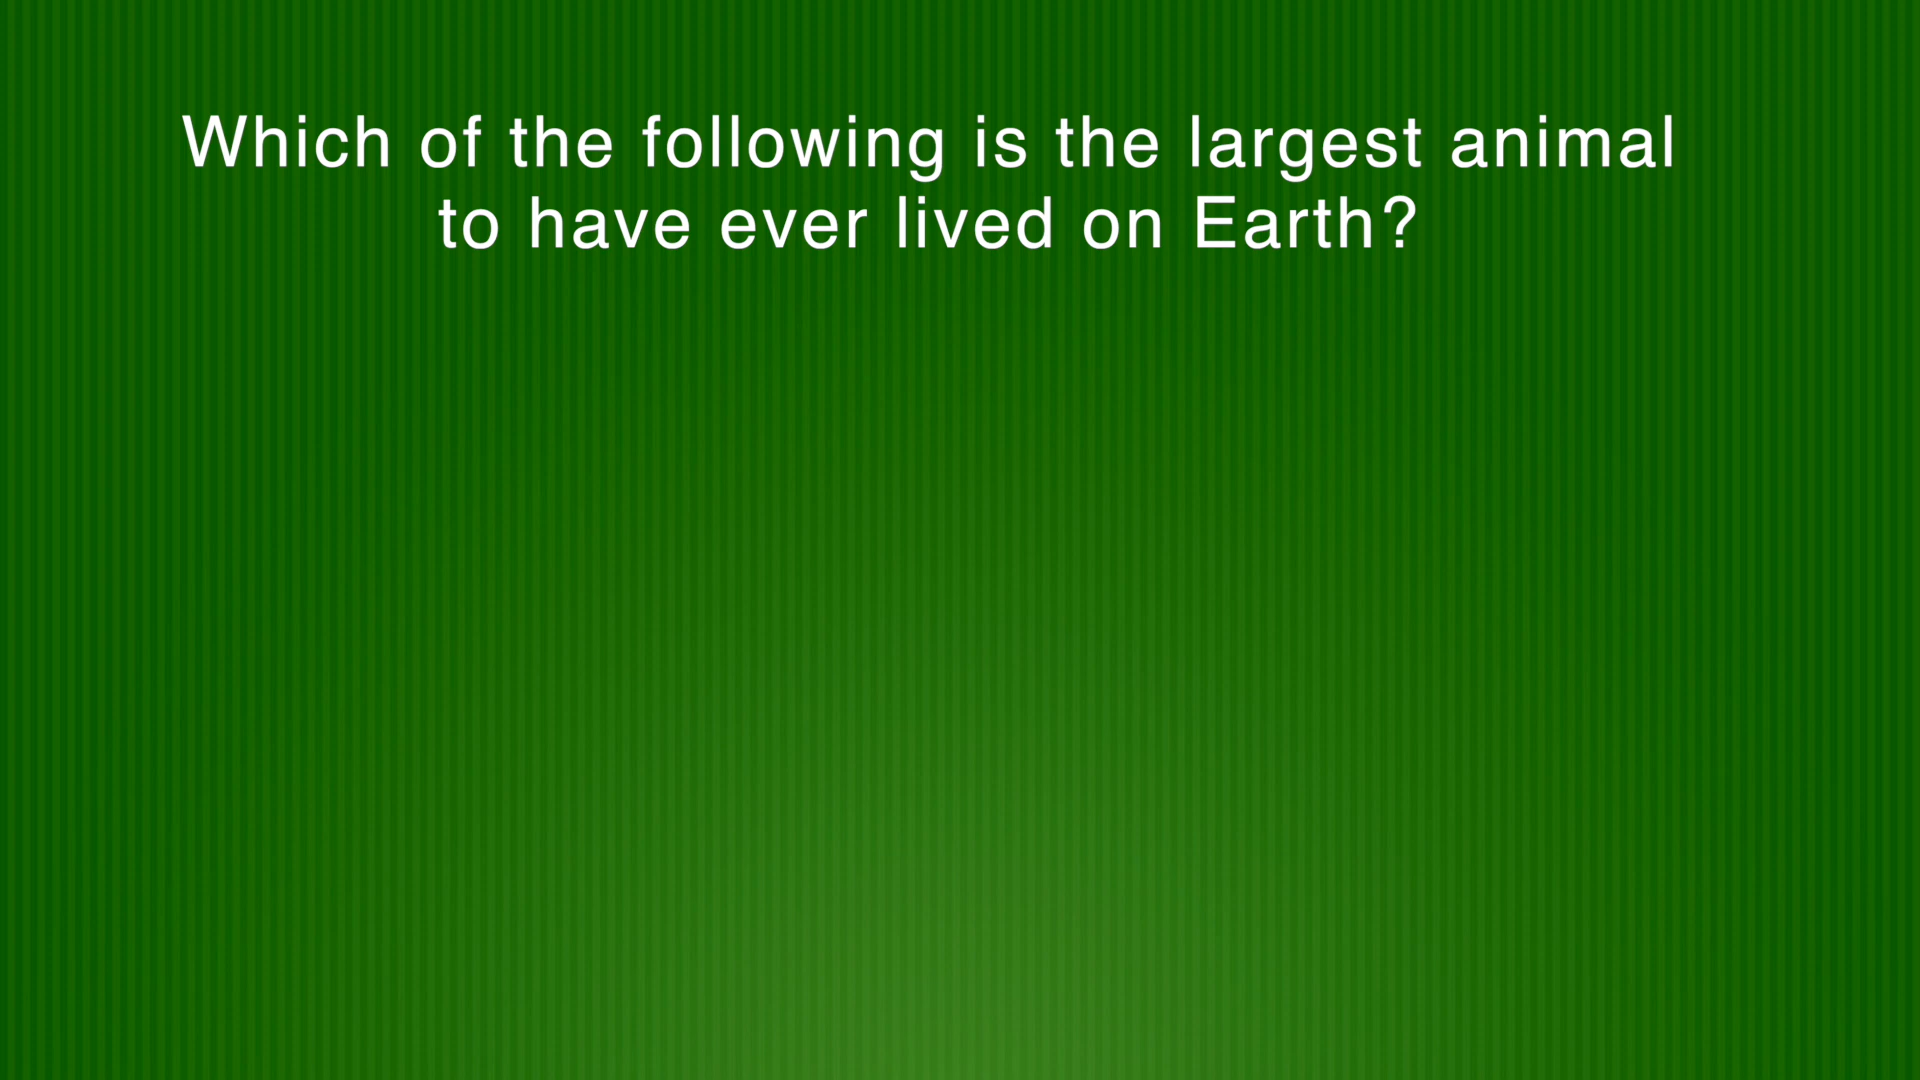 Which of the following is the largest animal
to have ever lived on Earth?